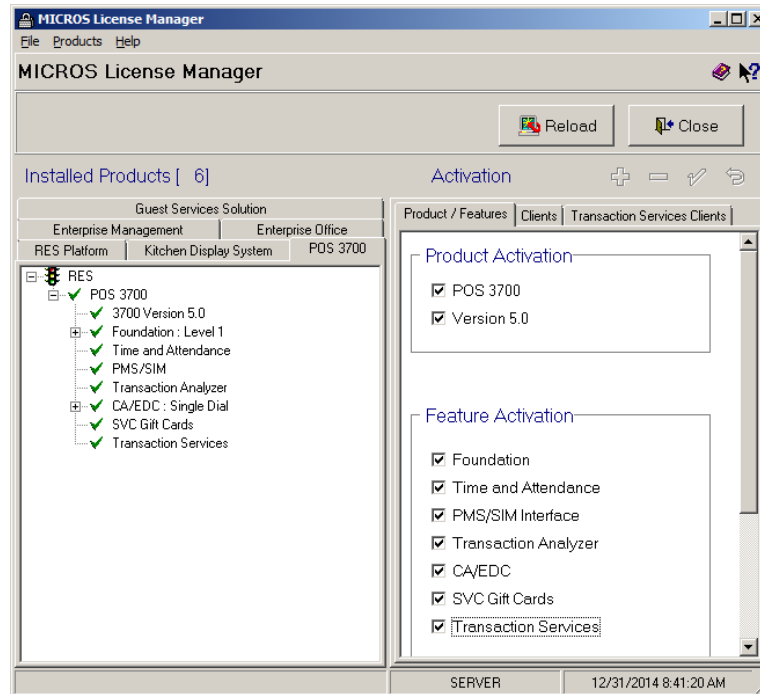 MICROS License Manager
File Products Help
MICROS License Manager
Reload
Close
Installed Products [ 6]
Activation
Guest Services Solution
Enterprise Management
Enterprise Office
RES Platform
Kitchen Display System
POS 3700
RES
POS 3700
3700 Version 5.0
Foundation : Level 1
Time and Attendance
PMS/SIM
Transaction Analyzer
CA/EDC : Single Dial
SVC Gift Cards
Transaction Services
Product / Features
Clients
Transaction Services Clients
Product Activation
POS 3700
Version 5.0
Feature Activation
Foundation
Time and Attendance
PMS/SIM Interface
Transaction Analyzer
CA/EDC
SVC Gift Cards
Transaction Services
SERVER
12/31/2014 8:41:20 AM